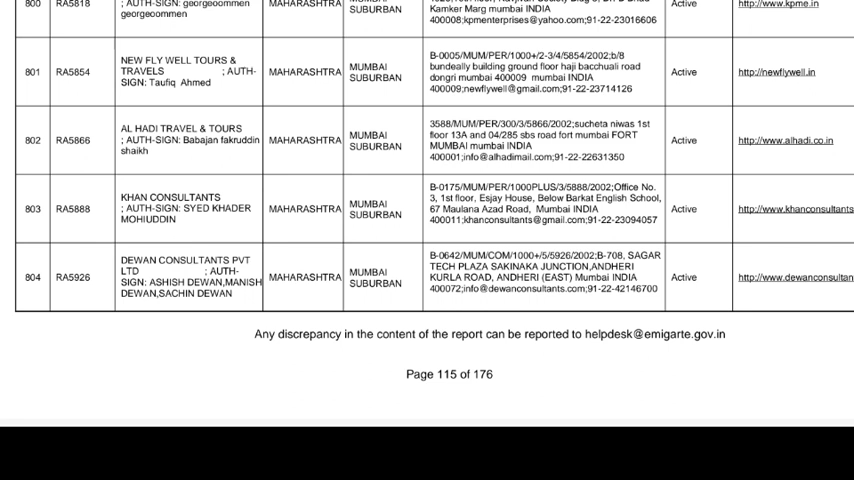 800 RA5818 ; AUTH-SIGN: georgeoommen georgeoommen MAHARASHTRA MUMBAI SUBURBAN
Kamker Marg mumbai INDIA
400008;kpmenterprises@yahoo.com;91-22-23016606
Active http://www.kpme.in
801 RA5854
NEW FLY WELL TOURS &
TRAVELS ; AUTH-
SIGN: Taufiq Ahmed
MAHARASHTRA
MUMBAI
SUBURBAN
B-0005/MUM/PER/1000+/2-3/4/5854/2002;b/8
bundeally building ground floor haji bacchuali road
dongri mumbai 400009 mumbai INDIA
400009;newflywell@gmail.com;91-22-23714126
Active http://newflywell.in
802 RA5866
AL HADI TRAVEL & TOURS
; AUTH-SIGN: Babajan fakruddin
shaikh
MAHARASHTRA
MUMBAI
SUBURBAN
3588/MUM/PER/300/3/5866/2002;sucheta niwas 1st
floor 13A and 04/285 sbs road fort mumbai FORT
MUMBAI mumbai INDIA
400001;info@alhadimail.com;91-22-22631350
Active http://www.alhadi.co.in
803 RA5888
KHAN CONSULTANTS
; AUTH-SIGN: SYED KHADER
MOHIUDDIN
MAHARASHTRA
MUMBAI
SUBURBAN
B-0175/MUM/PER/1000PLUS/3/5888/2002;Office No.
3, 1st floor, Esjay House, Below Barkat English School,
67 Maulana Azad Road, Mumbai INDIA
400011;khanconsultants@gmail.com;91-22-23094057
Active http://www.khanconsultants
804 RA5926
DEWAN CONSULTANTS PVT
LTD ; AUTH-
SIGN: ASHISH DEWAN,MANISH
DEWAN,SACHIN DEWAN
MAHARASHTRA
MUMBAI
SUBURBAN
B-0642/MUM/COM/1000+/5/5926/2002;B-708, SAGAR
TECH PLAZA SAKINAKA JUNCTION,ANDHERI
KURLA ROAD, ANDHERI (EAST) Mumbai INDIA
400072;info@dewanconsultants.com;91-22-42146700
Active http://www.dewanconsultan
Any discrepancy in the content of the report can be reported to helpdesk@emigarte.gov.in
Page 115 of 176